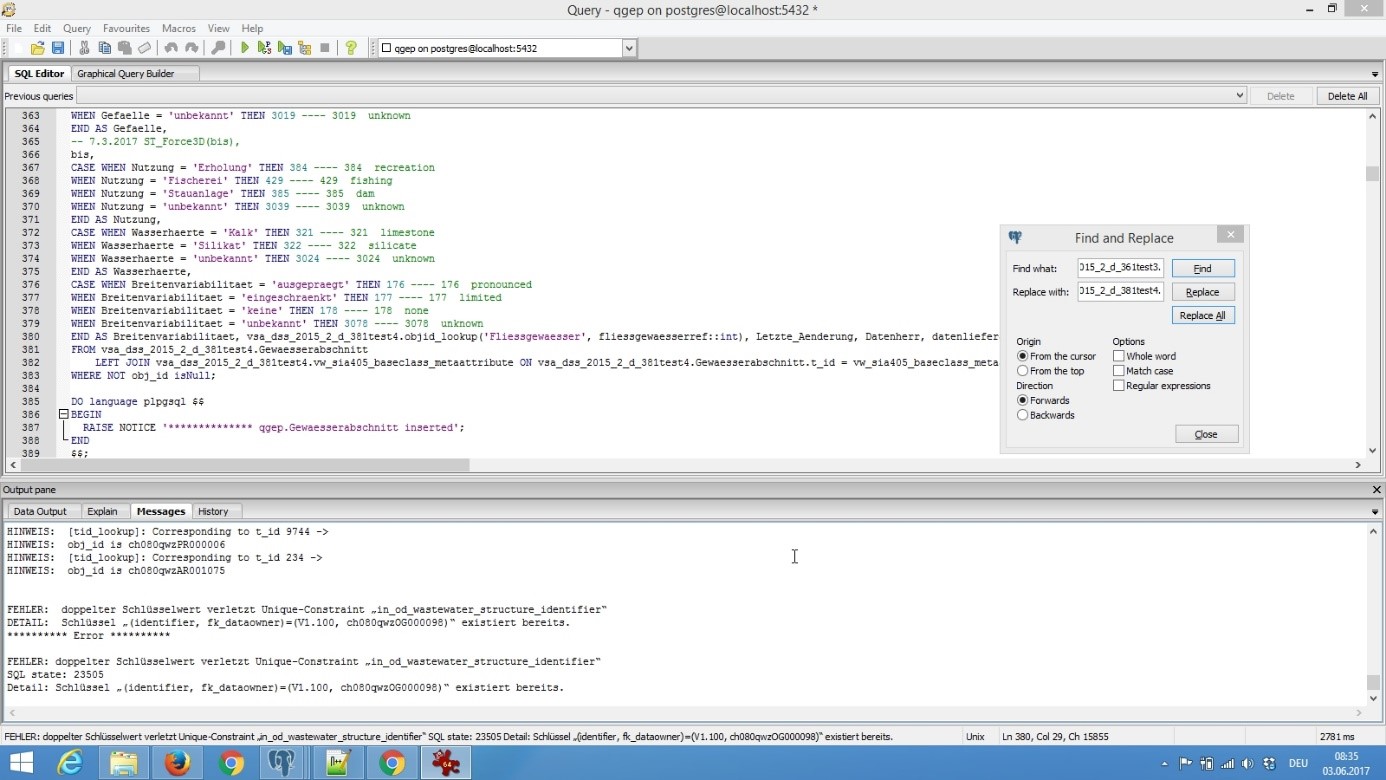 Query - qgep on postgres@localhost:5432 *
File Edit Query Favourites Macros View Help
qgep on postgres@localhost:5432
SQL Editor Graphical Query Builder
Previous queries Delete Delete All
363 WHEN Gefaelle = 'unbekannt' THEN 3019 ---- 3019 unknown
364 END AS Gefaelle,
365 -- 7.3.2017 ST_Force3D(bis),
366 bis,
367 CASE WHEN Nutzung = 'Erholung' THEN 384 ---- 384 recreation
368 WHEN Nutzung = 'Fischerei' THEN 429 ---- 429 fishing
369 WHEN Nutzung = 'Stauanlage' THEN 385 ---- 385 dam
370 WHEN Nutzung = 'unbekannt' THEN 3039 ---- 3039 unknown
371 END AS Nutzung,
372 CASE WHEN Wasserhaerte = 'Kalk' THEN 321 ---- 321 limestone
373 WHEN Wasserhaerte = 'Silikat' THEN 322 ---- 322 silicate
374 WHEN Wasserhaerte = 'unbekannt' THEN 3024 ---- 3024 unknown
375 END AS Wasserhaerte,
376 CASE WHEN Breitenvariabilitaet = 'ausgepraegt' THEN 176 ---- 176 pronounced
377 WHEN Breitenvariabilitaet = 'eingeschraenkt' THEN 177 ---- 177 limited
378 WHEN Breitenvariabilitaet = 'keine' THEN 178 ---- 178 none
379 WHEN Breitenvariabilitaet = 'unbekannt' THEN 3078 ---- 3078 unknown
380 END AS Breitenvariabilitaet, vsa_dss_2015_2_d_381test4.objid_lookup('Fliessgewaesser', fliessgewaesserref::int), Letzte_Aenderung, Datenherr, datenliefer
381 FROM vsa_dss_2015_2_d_381test4.Gewaesserabschnitt
382 LEFT JOIN vsa_dss_2015_2_d_381test4.vw_sia405_baseclass_metaattribute ON vsa_dss_2015_2_d_381test4.Gewaesserabschnitt.t_id = vw_sia405_baseclass_meta
383 WHERE NOT obj_id isNull;
384
385 DO language plpgsql $$
386 BEGIN
387 RAISE NOTICE '************** qgep.Gewaesserabschnitt inserted';
388 END
389 $$;
Find and Replace
Find what: 015_2_d_361test3. Find
Replace with: 015_2_d_381test4. Replace
Replace All
Origin Options
From the cursor Whole word
From the top Match case
Direction Regular expressions
Forwards
Backwards
Close
Output pane
Data Output Explain Messages History
HINWEIS: [tid_lookup]: Corresponding to t_id 9744 ->
HINWEIS: obj_id is ch080qwzPR000006
HINWEIS: [tid_lookup]: Corresponding to t_id 234 ->
HINWEIS: obj_id is ch080qwzAR001075
FEHLER: doppelter Schlüsselwert verletzt Unique-Constraint „in_od_wastewater_structure_identifier“
DETAIL: Schlüssel „(identifier, fk_dataowner)=(V1.100, ch080qwzOG000098)“ existiert bereits.
********** Error **********
FEHLER: doppelter Schlüsselwert verletzt Unique-Constraint „in_od_wastewater_structure_identifier“
SQL state: 23505
Detail: Schlüssel „(identifier, fk_dataowner)=(V1.100, ch080qwzOG000098)“ existiert bereits.
FEHLER: doppelter Schlüsselwert verletzt Unique-Constraint „in_od_wastewater_structure_identifier“ SQL state: 23505 Detail: Schlüssel „(identifier, fk_dataowner)=(V1.100, ch080qwzOG000098)“ existiert bereits. Unix Ln 380, Col 29, Ch 15855 2781 ms
DEU 08:35
03.06.2017